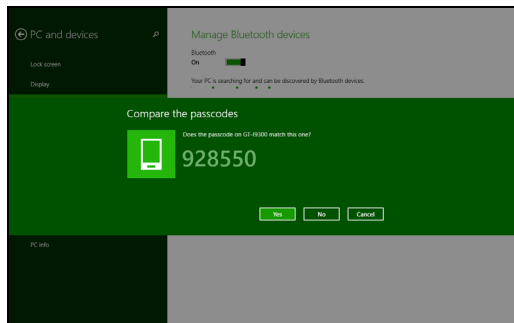 PC and devices
Manage Bluetooth devices
Bluetooth
On
Lock screen
Your PC is searching for and can be discovered by Bluetooth devices.
Display
Compare the passcodes
Does the passcode on GT-I9300 match this one?
928550
Yes No Cancel
PC info